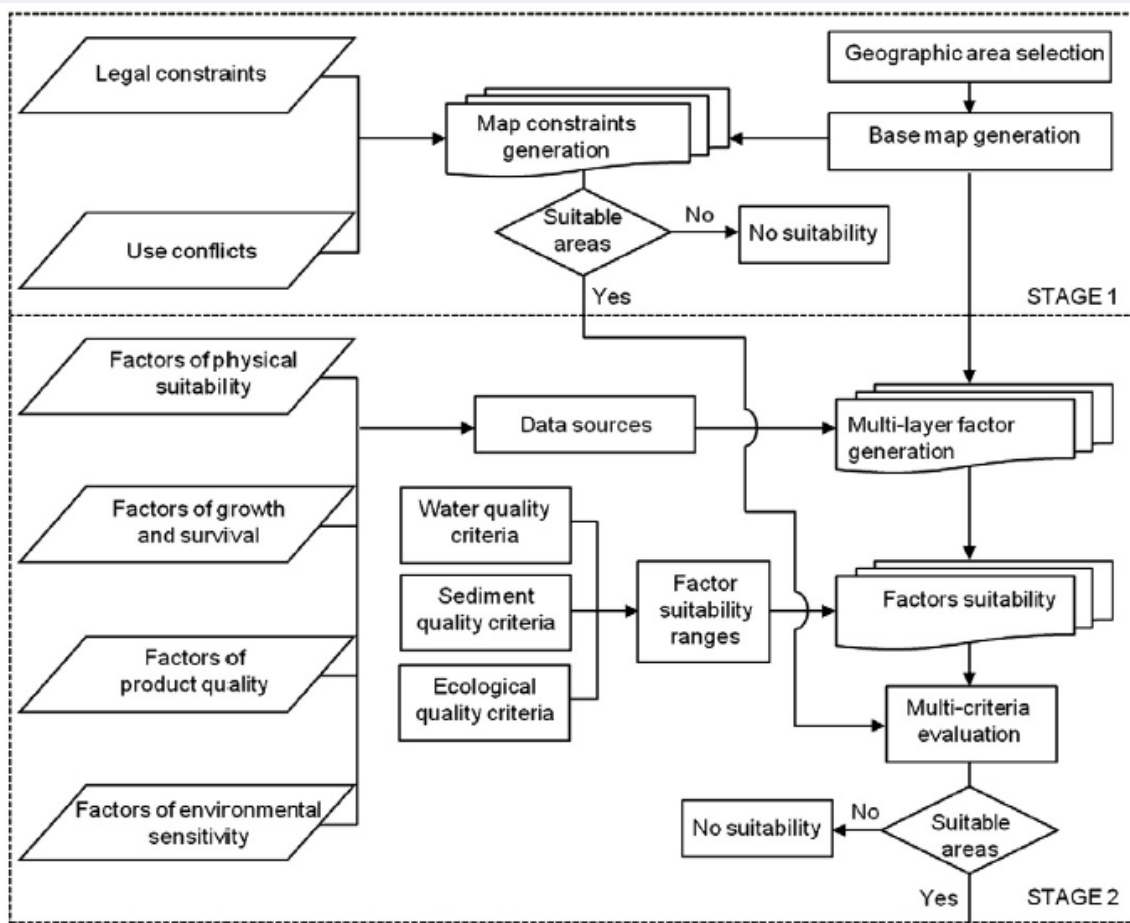 Legal constraints
Geographic area selection
Map constraints
generation
Base map generation
Use conflicts
Suitable
areas
No
No suitability
Yes
STAGE 1
Factors of physical
suitability
Data sources
Multi-layer factor
generation
Factors of growth
and survival
Water quality
criteria
Sediment
quality criteria
Ecological
quality criteria
Factor
suitability
ranges
Factors suitability
Factors of
product quality
Multi-criteria
evaluation
Factors of environmental
sensitivity
No suitability
No
Suitable
areas
Yes
STAGE 2